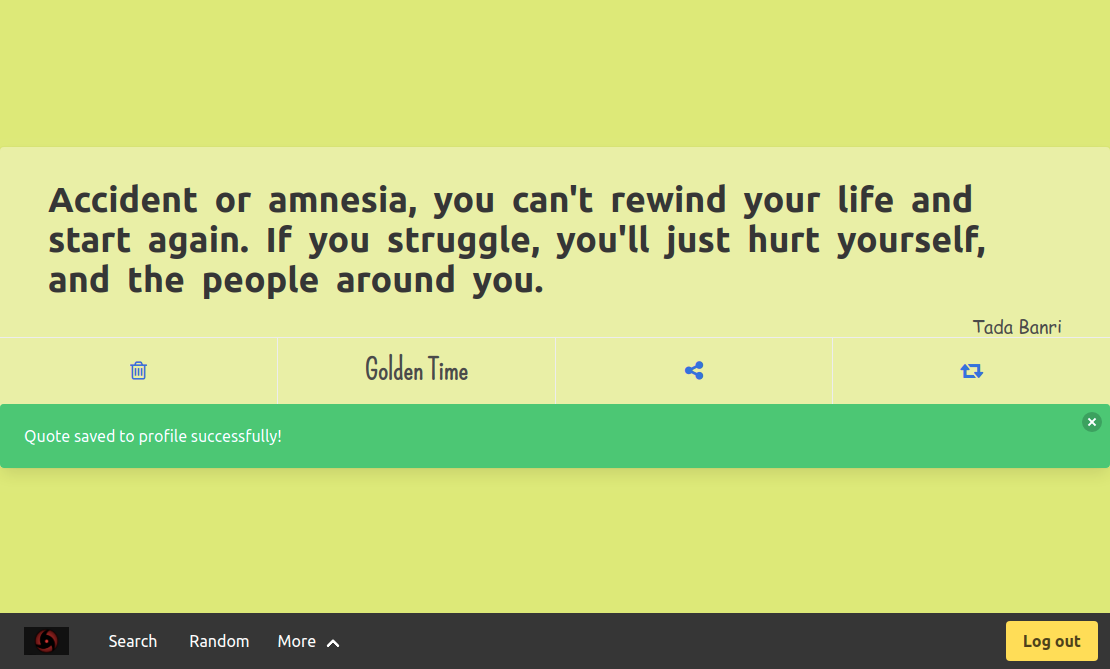 Accident or amnesia, you can't rewind your life and
start again. If you struggle, you'll just hurt yourself,
and the people around you.
Tada Banri
Golden Time
Quote saved to profile successfully!
Search Random More Log out